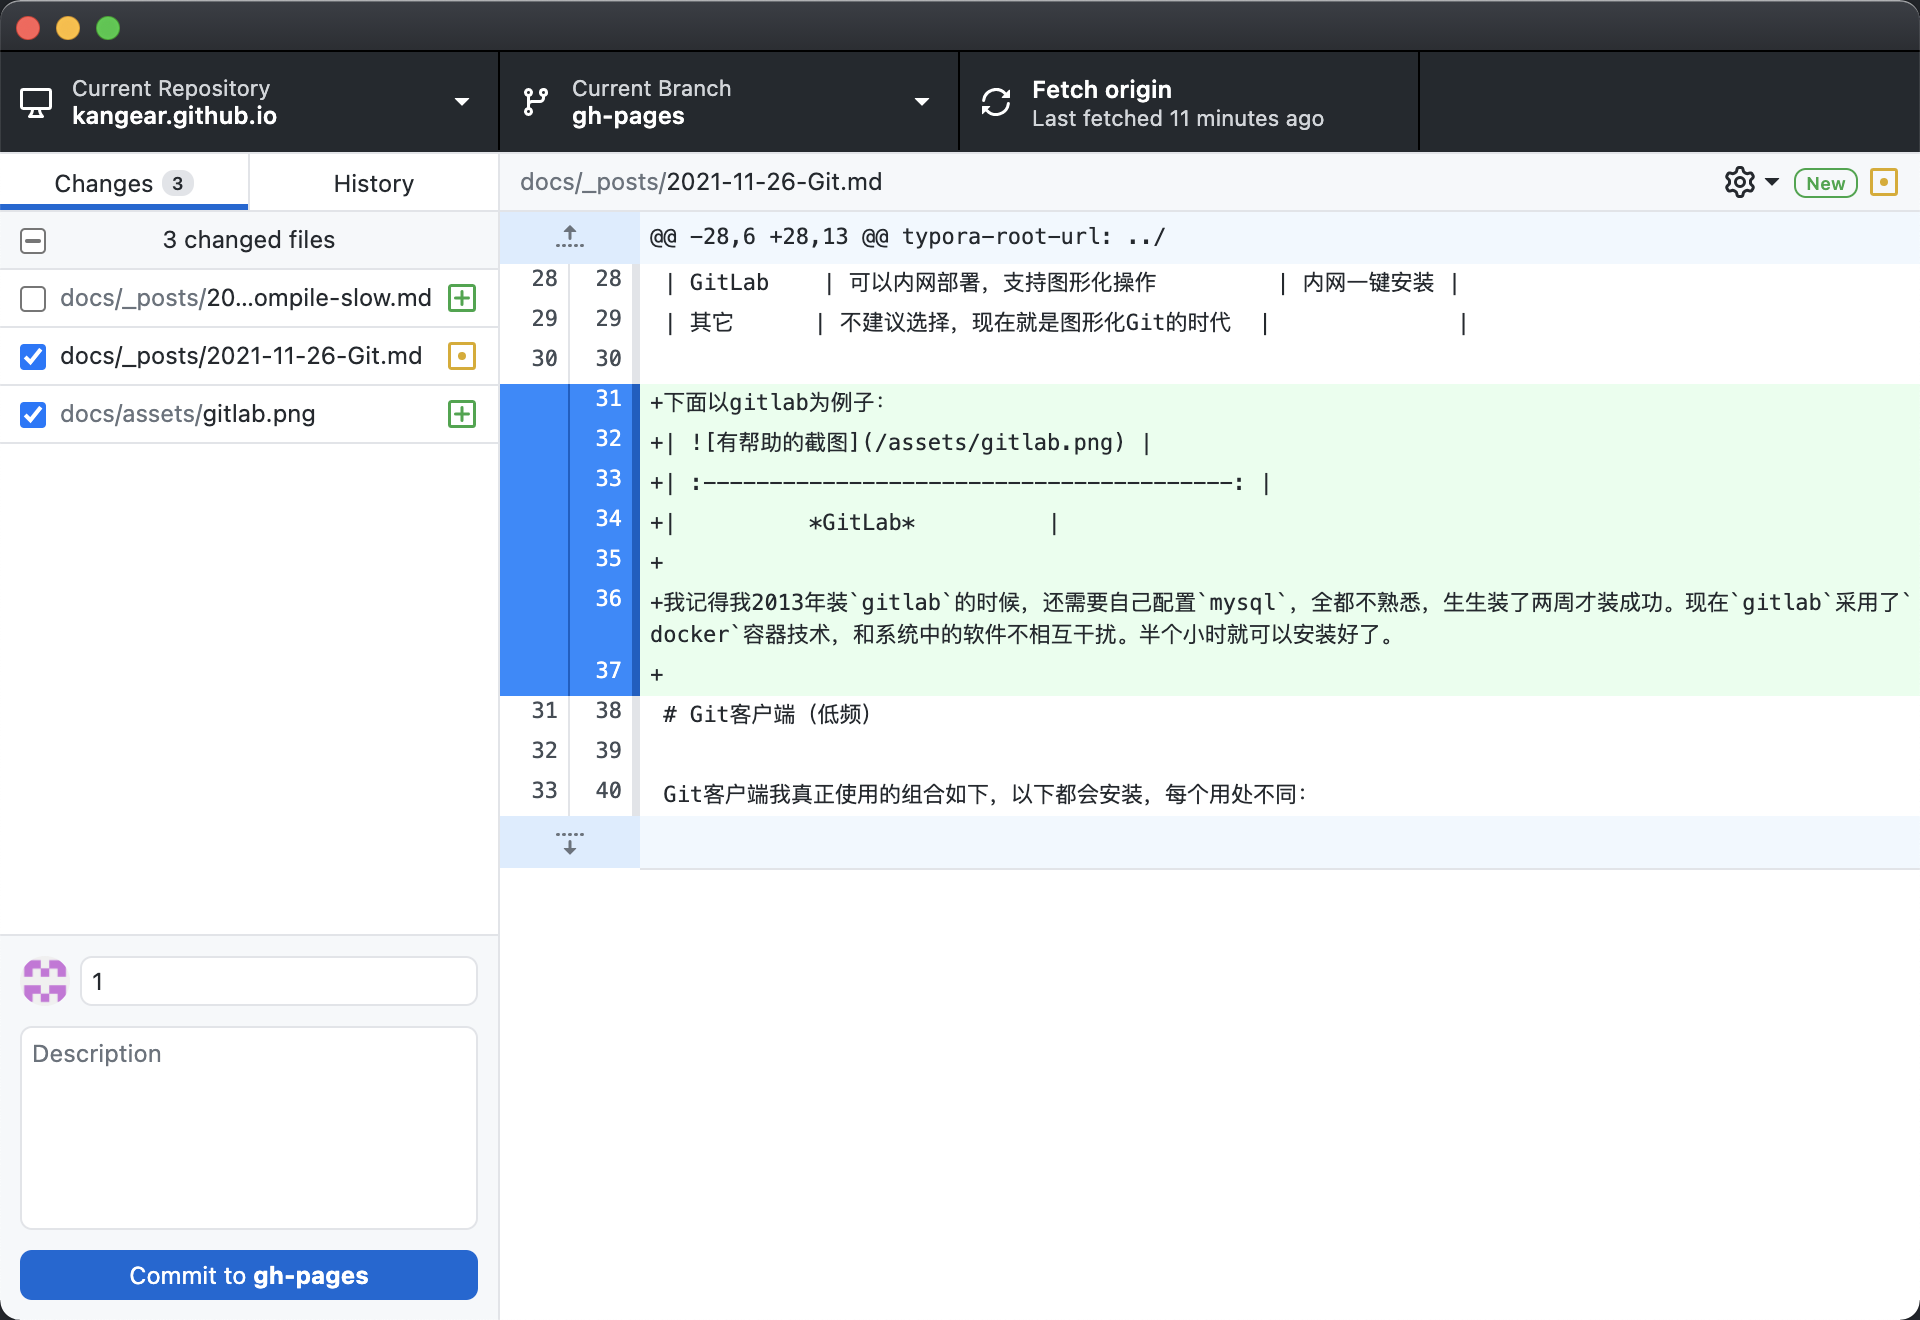 Current Repository
kangear.github.io
Current Branch
gh-pages
Fetch origin
Last fetched 11 minutes ago
Changes 3
History
docs/_posts/2021-11-26-Git.md
New
3 changed files
docs/_posts/20...ompile-slow.md
docs/_posts/2021-11-26-Git.md
docs/assets/gitlab.png
@@ -28,6 +28,13 @@ typora-root-url: ../
28 28 | GitLab | 可以内网部署，支持图形化操作 | 内网一键安装 |
29 29 | 其它 | 不建议选择，现在就是图形化Git的时代 | |
30 30
31 +下面以gitlab为例子：
32 +| ![有帮助的截图](/assets/gitlab.png) |
33 +| :----------------------------------------: |
34 +| *GitLab* |
35 +
36 +我记得我2013年装`gitlab`的时候，还需要自己配置`mysql`，全都不熟悉，生生装了两周才装成功。现在`gitlab`采用了`
docker`容器技术，和系统中的软件不相互干扰。半个小时就可以安装好了。
37 +
31 38 # Git客户端（低频）
32 39
33 40 Git客户端我真正使用的组合如下，以下都会安装，每个用处不同：
1
Description
Commit to gh-pages